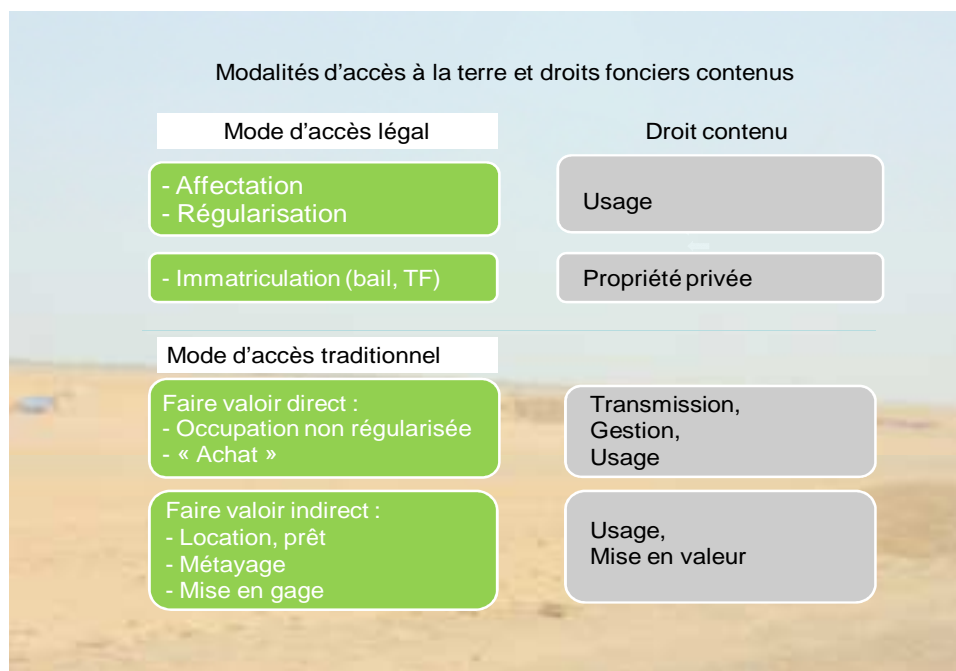 Modalités d'accès à la terre et droits fonciers contenus
Mode d'accès légal
Droit contenu
- Affectation
- Régularisation
Usage
- Immatriculation (bail, TF)
Propriété privée
Mode d'accès traditionnel
Faire valoir direct :
- Occupation non régularisée
- « Achat »
Transmission,
Gestion,
Usage
Faire valoir indirect :
- Location, prêt
- Métayage
- Mise en gage
Usage,
Mise en valeur